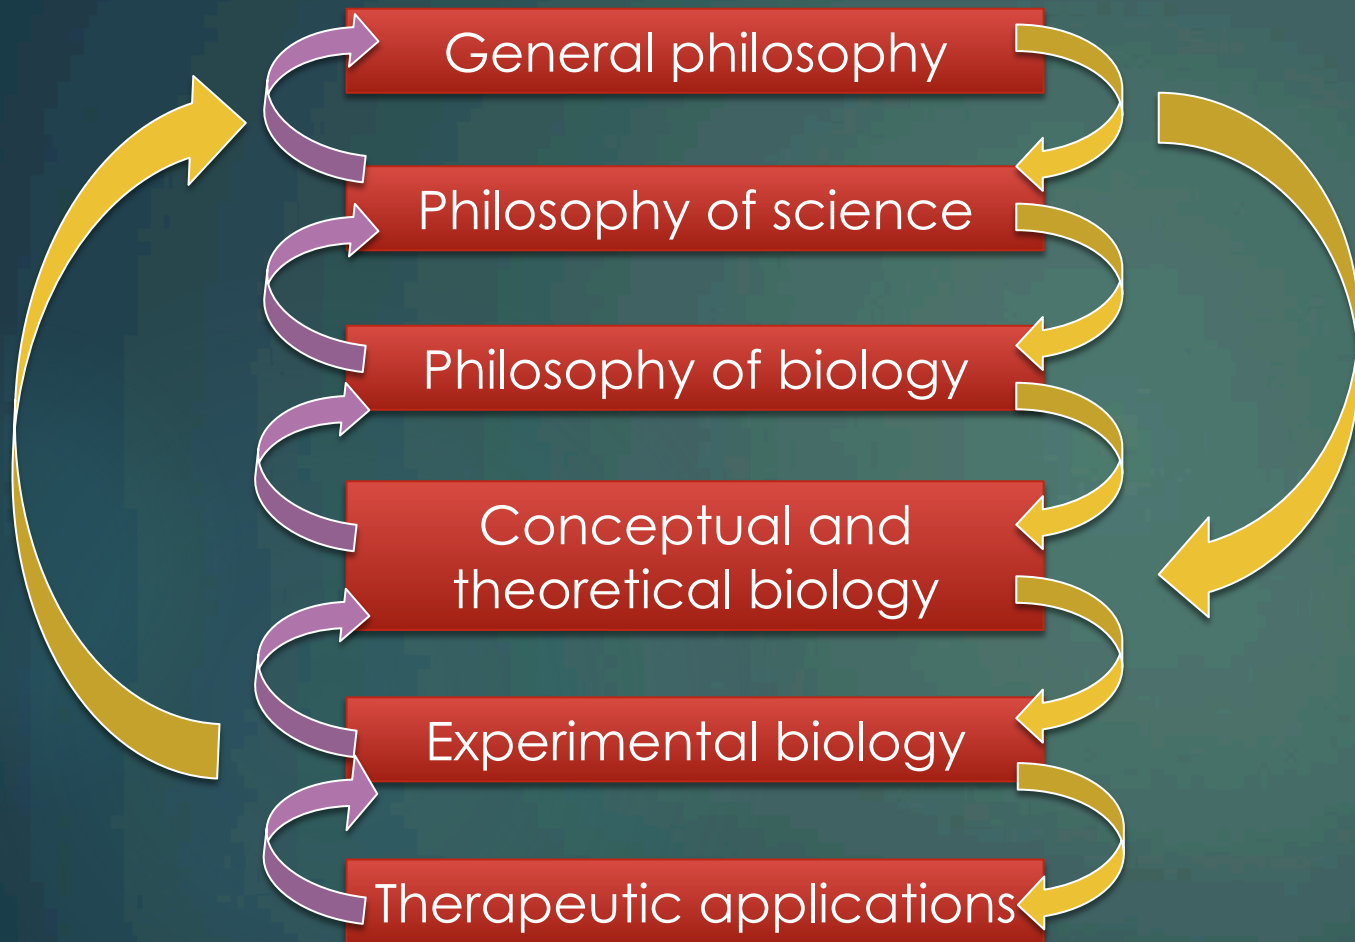 General philosophy
Philosophy of science
Philosophy of biology
Conceptual and
theoretical biology
Experimental biology
Therapeutic applications